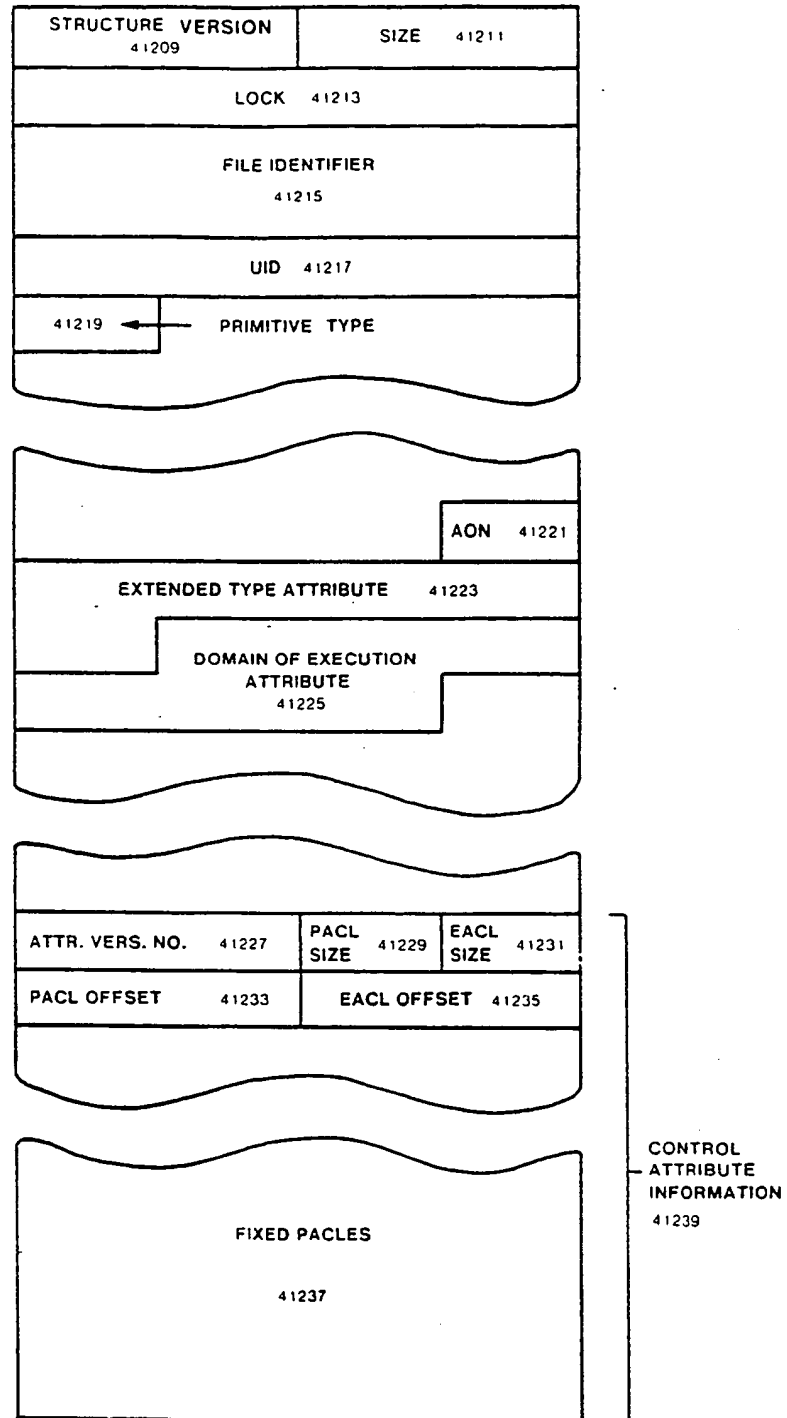 STRUCTURE VERSION
41209
SIZE 41211
LOCK 41213
FILE IDENTIFIER
41215
UID 41217
41219 PRIMITIVE TYPE
AON 41221
EXTENDED TYPE ATTRIBUTE 41223
DOMAIN OF EXECUTION
ATTRIBUTE
41225
ATTR. VERS. NO. 41227
PACL
SIZE 41229
EACL
SIZE 41231
PACL OFFSET 41233
EACL OFFSET 41235
CONTROL
ATTRIBUTE
INFORMATION
41239
FIXED PACLES
41237